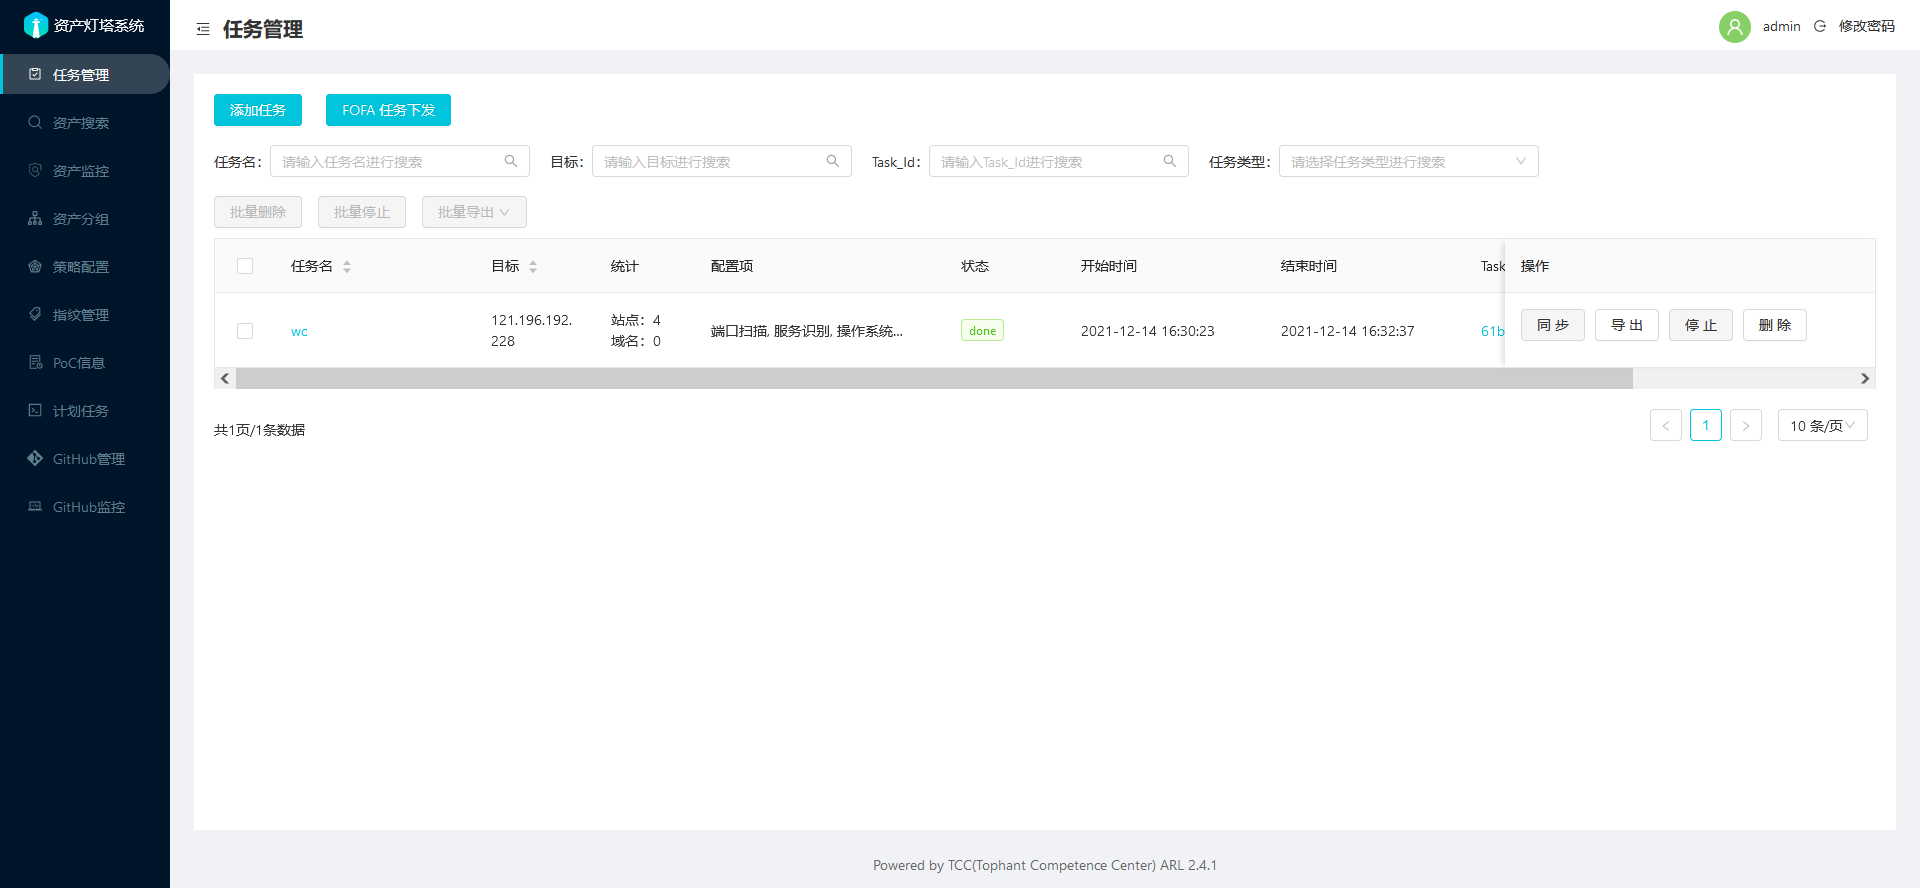 资产灯塔系统
任务管理
admin
修改密码
任务管理
资产搜索
资产监控
资产分组
策略配置
指纹管理
PoC信息
计划任务
GitHub管理
GitHub监控
添加任务
FOFA 任务下发
任务名： 请输入任务名进行搜索
目标： 请输入目标进行搜索
Task_Id： 请输入Task_Id进行搜索
任务类型： 请选择任务类型进行搜索
批量删除
批量停止
批量导出
任务名 目标 统计 配置项 状态 开始时间 结束时间 Task 操作
wc
121.196.192.
228
站点：4
域名：0
端口扫描, 服务识别, 操作系统...
done
2021-12-14 16:30:23
2021-12-14 16:32:37
61b
同 步
导 出
停 止
删 除
共1页/1条数据
1
10 条/页
Powered by TCC(Tophant Competence Center) ARL 2.4.1